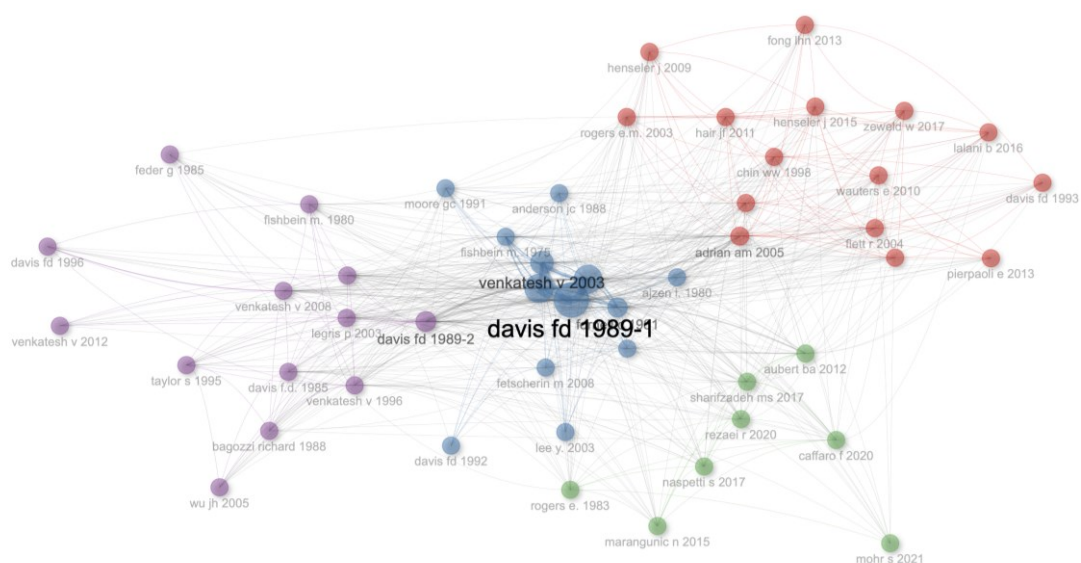 fong lhn 2013
henseler j 2009
henseler j 2015
rogers e.m. 2003
hair jf 2011
zeweld w 2017
lalani b 2016
feder g 1985
chin ww 1998
wauters e 2010
davis fd 1993
moore gc 1991
anderson jc 1988
fishbein m. 1980
flett r 2004
fishbein m. 1975
adrian am 2005
davis fd 1996
pierpaoli e 2013
venkatesh v 2003
ajzen i. 1980
venkatesh v 2008
legris p 2003
davis fd 1989-1
davis fd 1989-2
venkatesh v 2012
taylor s 1995
aubert ba 2012
davis f.d. 1985
fetscherin m 2008
venkatesh v 1996
sharifzadeh ms 2017
rezaei r 2020
bagozzi richard 1988
lee y. 2003
davis fd 1992
caffaro f 2020
naspetti s 2017
wu jh 2005
rogers e. 1983
marangunic n 2015
mohr s 2021